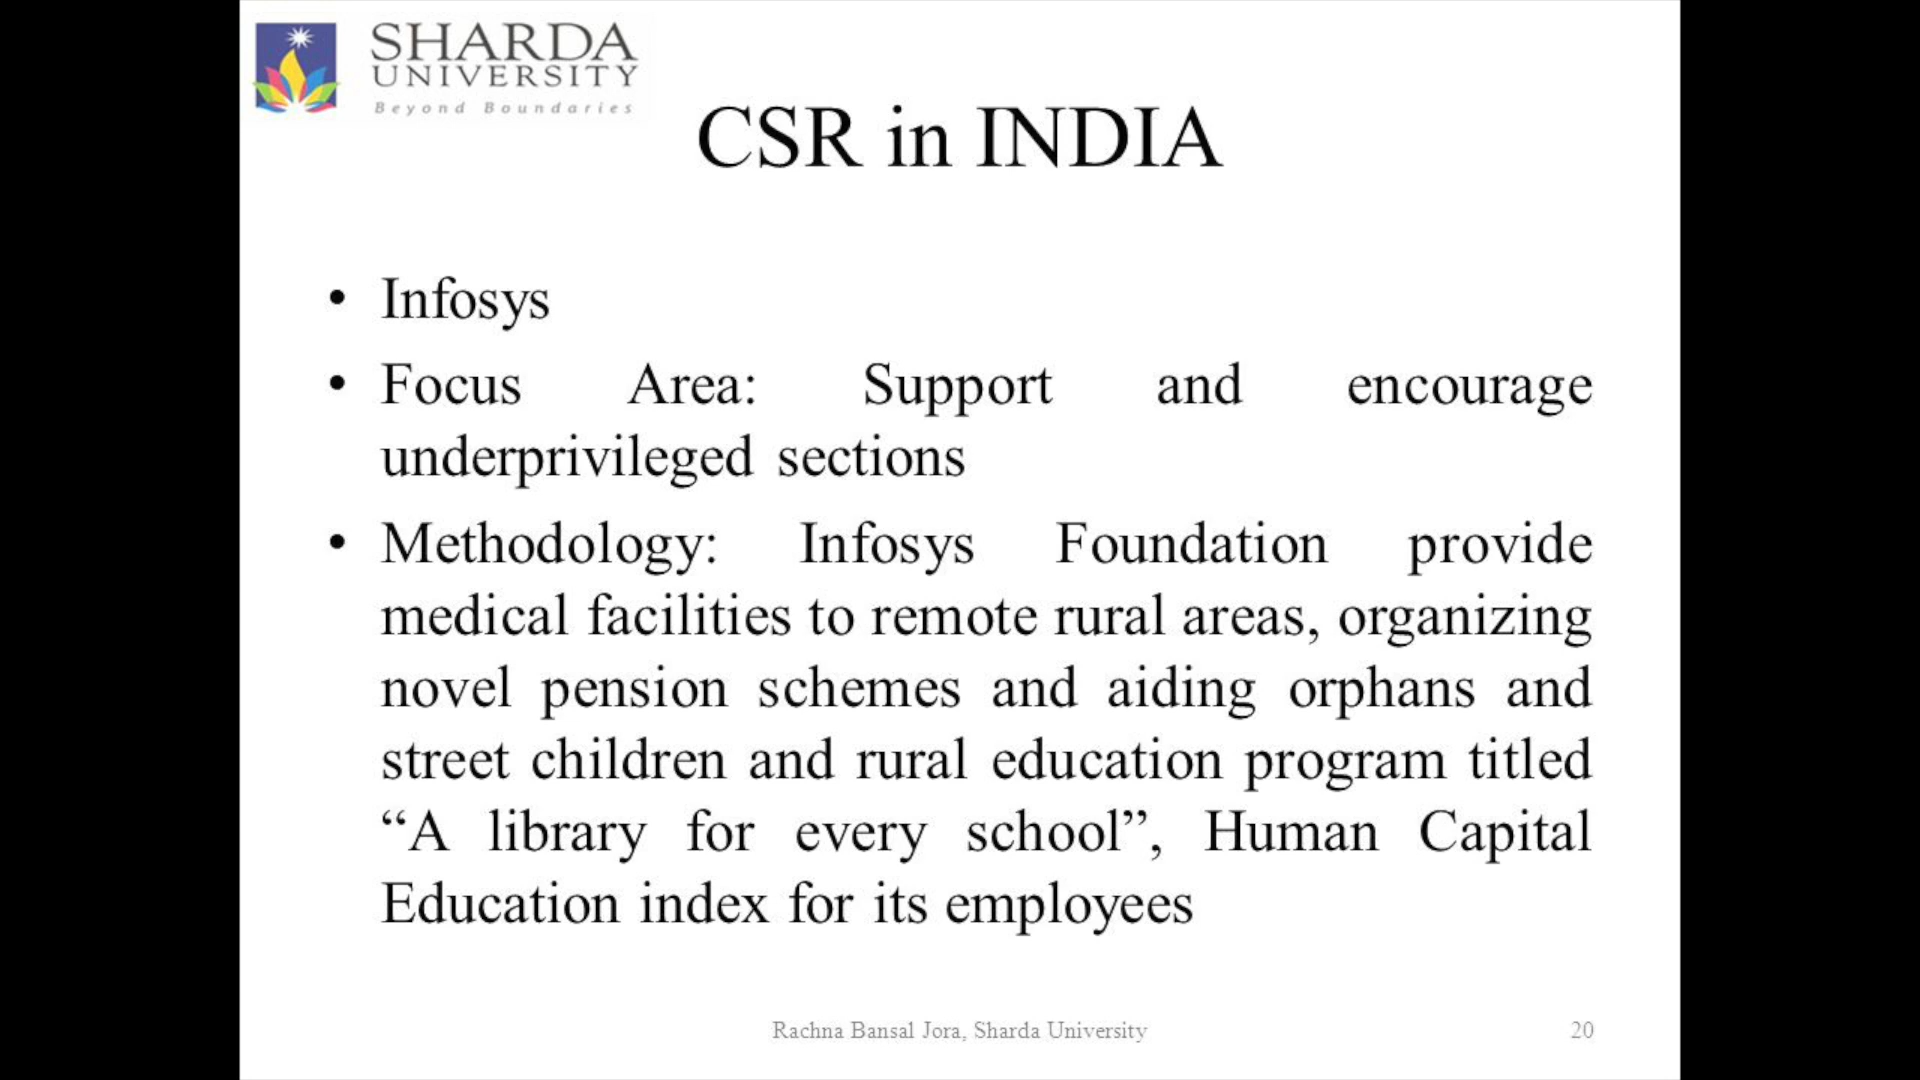 SHARDA
UNIVERSITY
Beyond Boundaries
CSR in INDIA
• Infosys
• Focus Area: Support and encourage
underprivileged sections
• Methodology: Infosys Foundation provide
medical facilities to remote rural areas, organizing
novel pension schemes and aiding orphans and
street children and rural education program titled
“A library for every school”, Human Capital
Education index for its employees
Rachna Bansal Jora, Sharda University
20